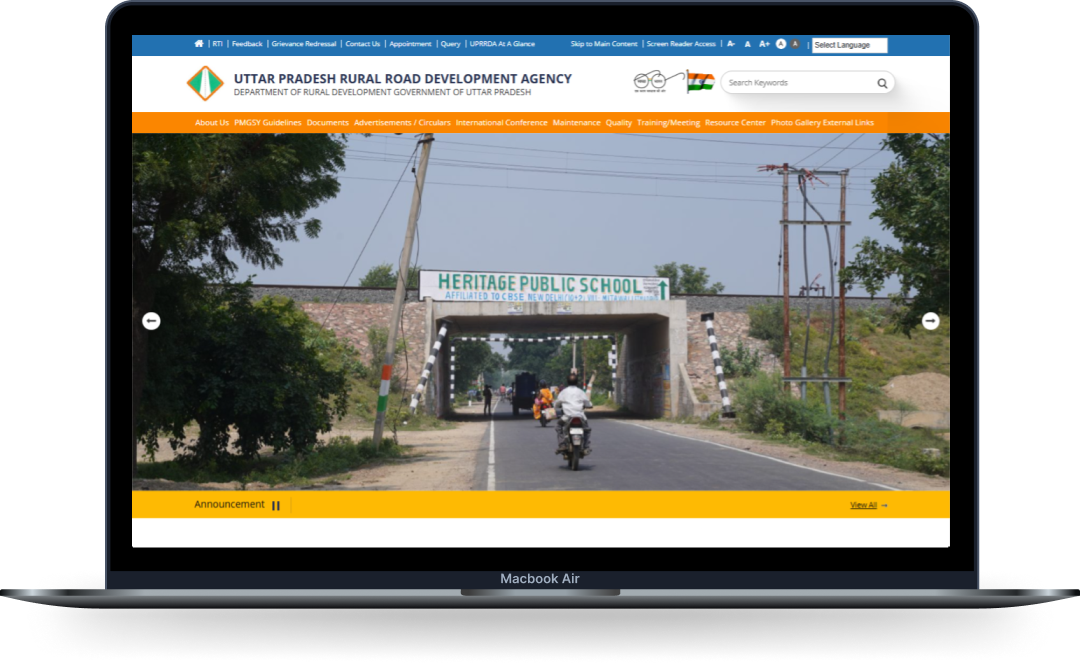 RTI | Feedback | Grievance Redressal | Contact Us | Appointment | Query | UPRRDA At A Glance
Skip to Main Content | Screen Reader Access | A- A A+ A A | Select Language
UTTAR PRADESH RURAL ROAD DEVELOPMENT AGENCY
DEPARTMENT OF RURAL DEVELOPMENT GOVERNMENT OF UTTAR PRADESH
Search Keywords
About Us PMGSY Guidelines Documents Advertisements / Circulars International Conference Maintenance Quality Training/Meeting Resource Center Photo Gallery External Links
HERITAGE PUBLIC SCHOOL
AFFILIATED TO CBSE NEW DELHI
Announcement
View All
Macbook Air